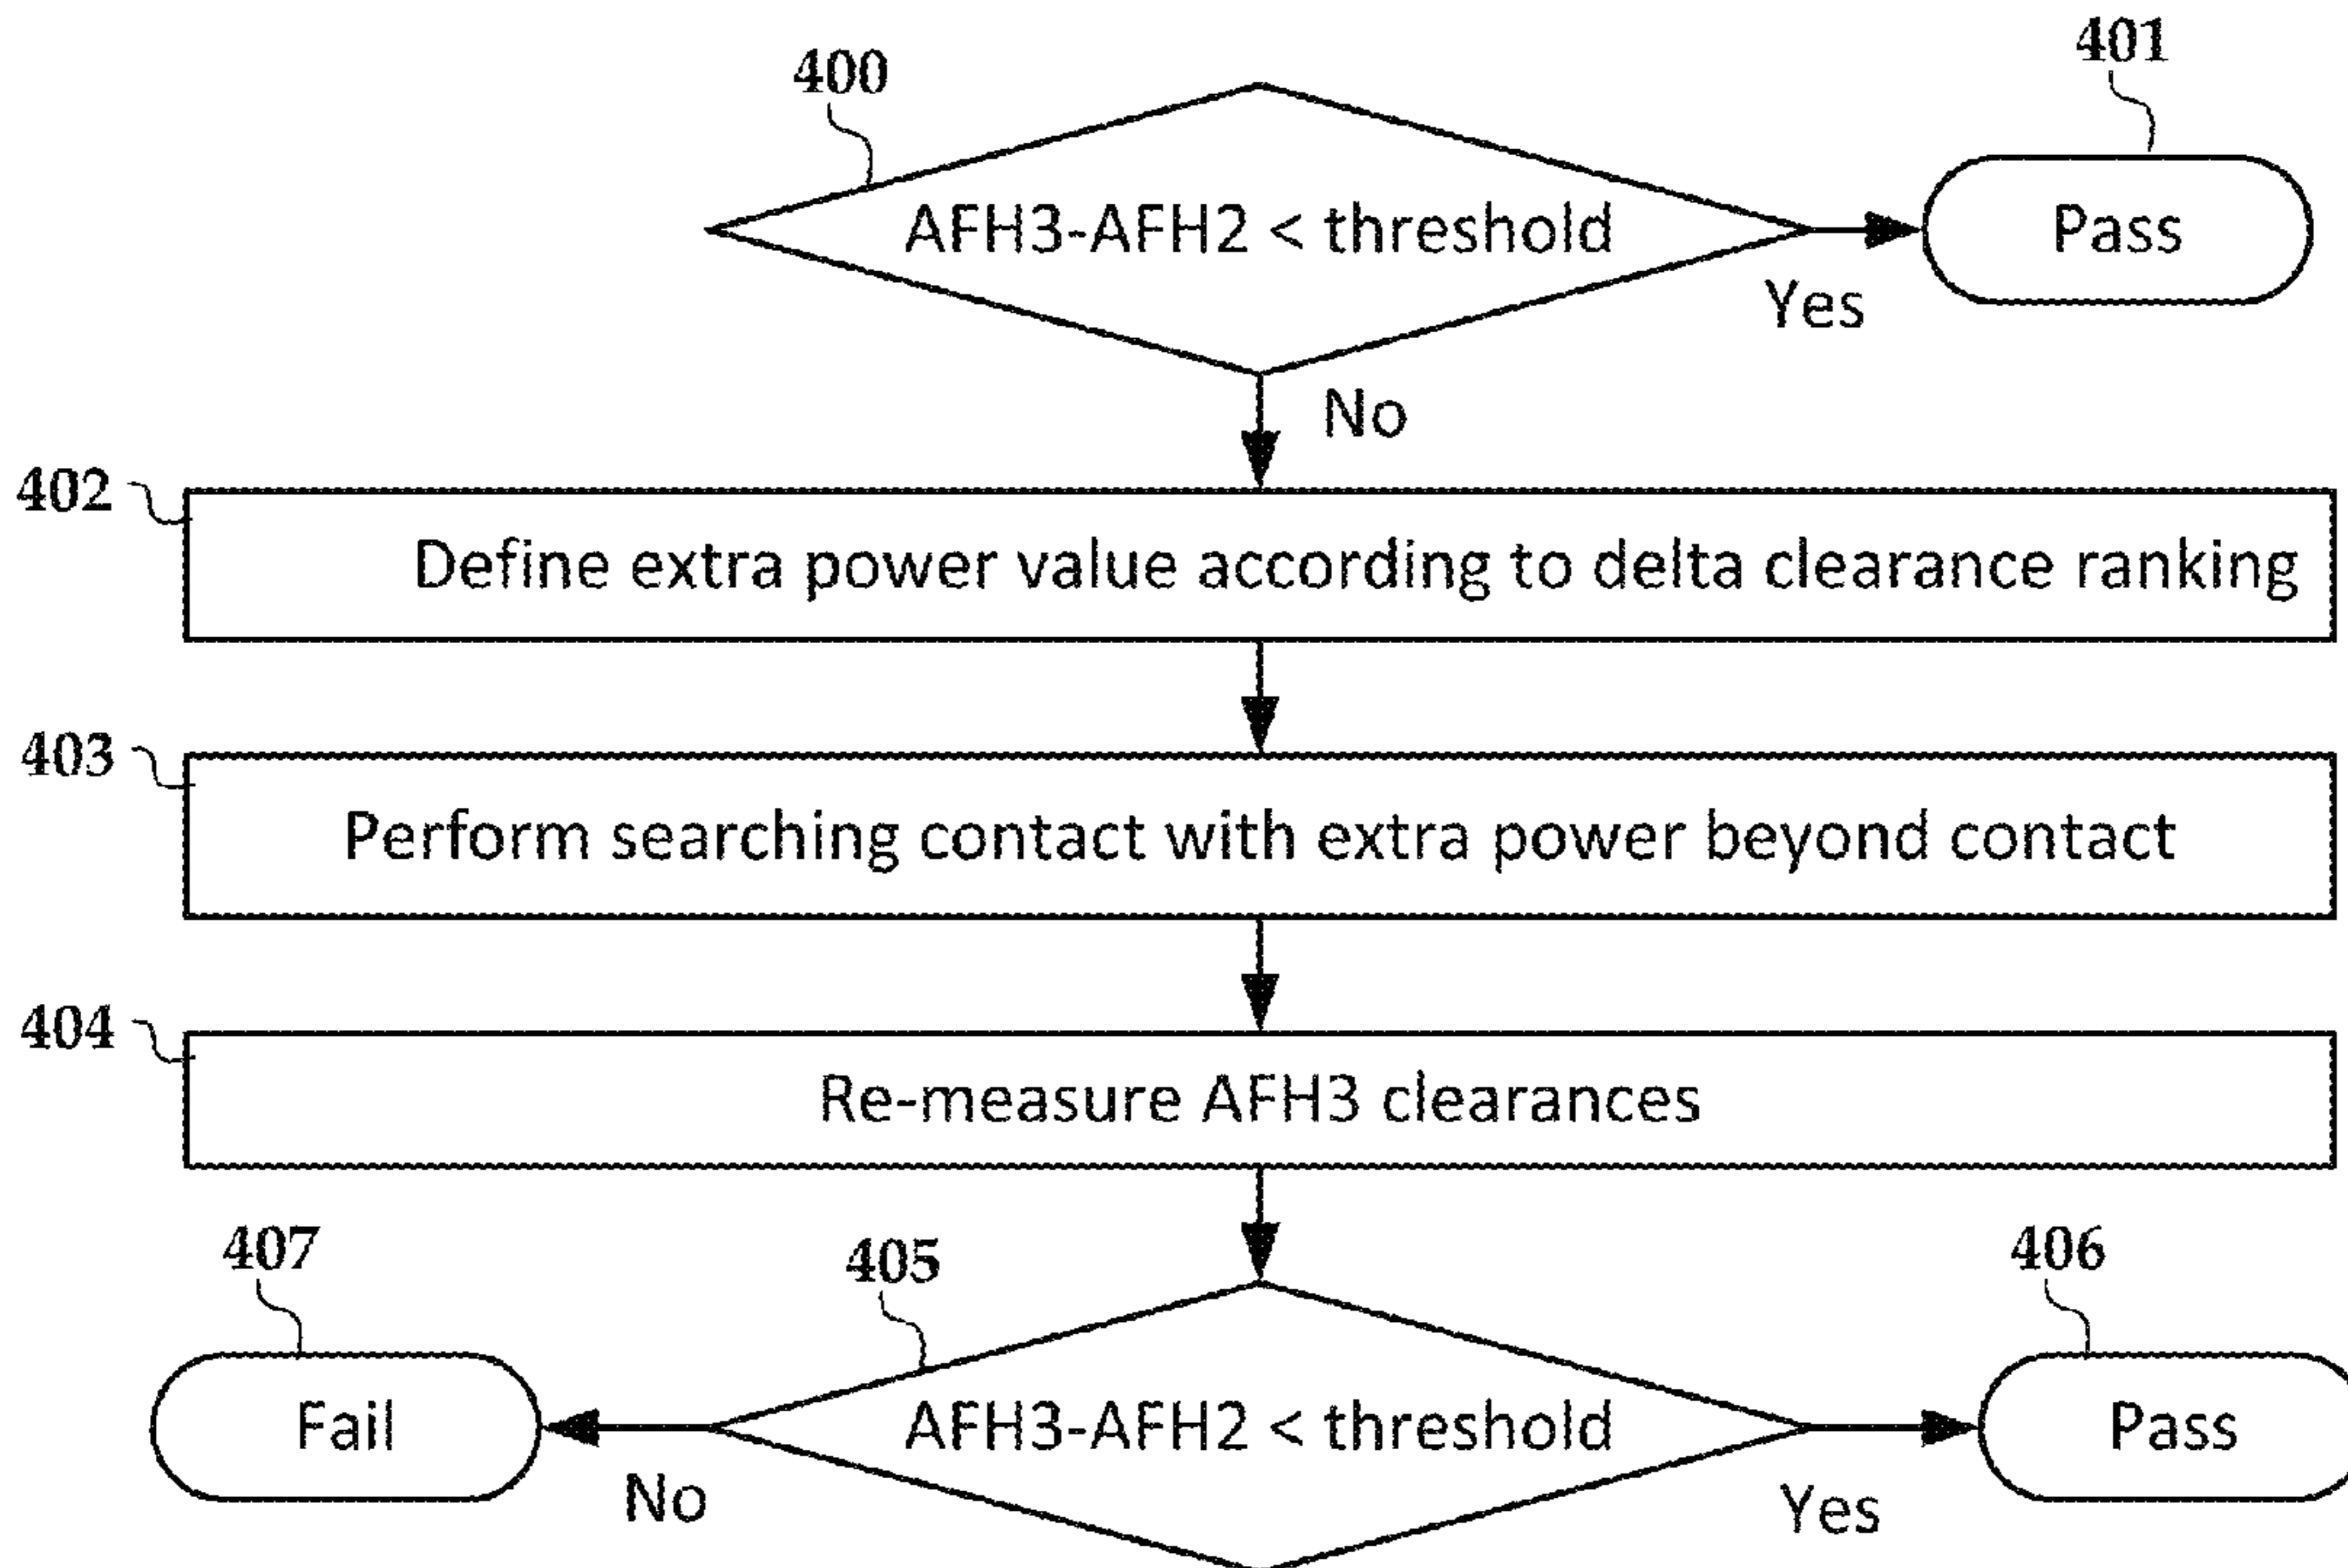 401
400
AFH3-AFH2 < threshold
Pass
Yes
No
402
Define extra power value according to delta clearance ranking
403
Perform searching contact with extra power beyond contact
404
Re-measure AFH3 clearances
407
405
406
Fail
AFH3-AFH2 < threshold
Pass
No
Yes